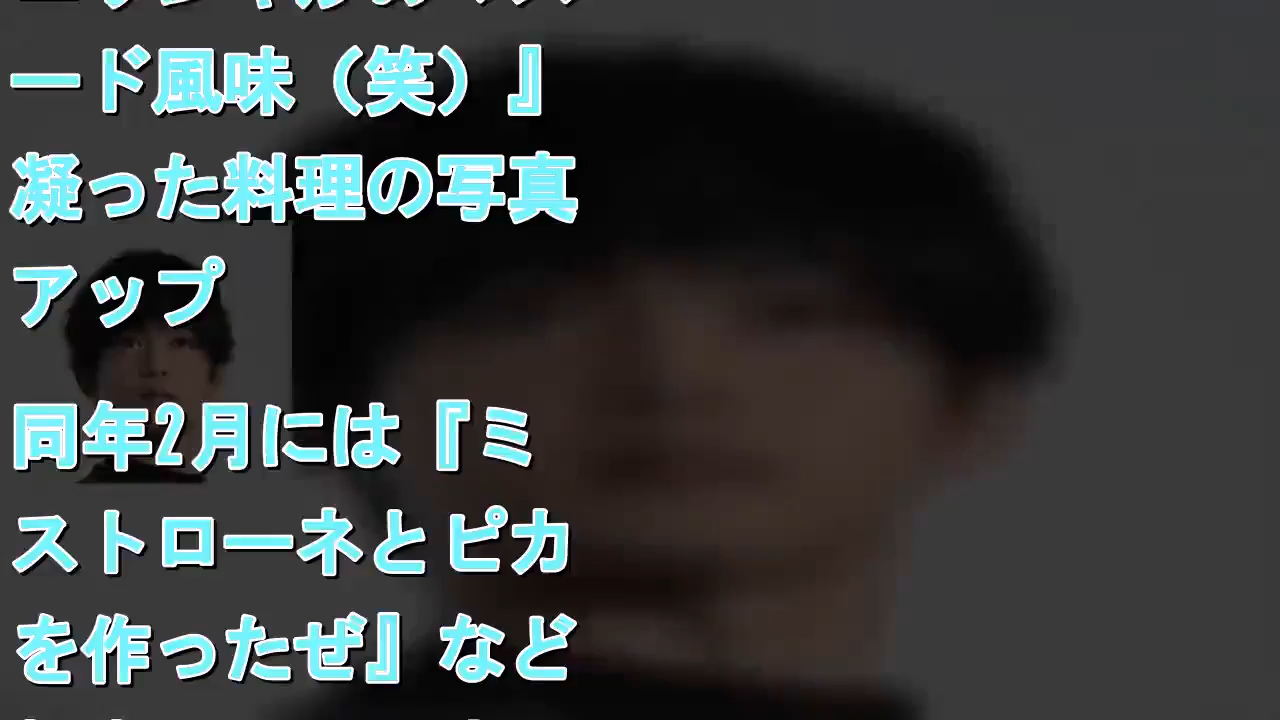 ード風味（笑）』
凝った料理の写真
アップ
同年2月には『ミ
ストローネとピカ
を作ったぜ』など